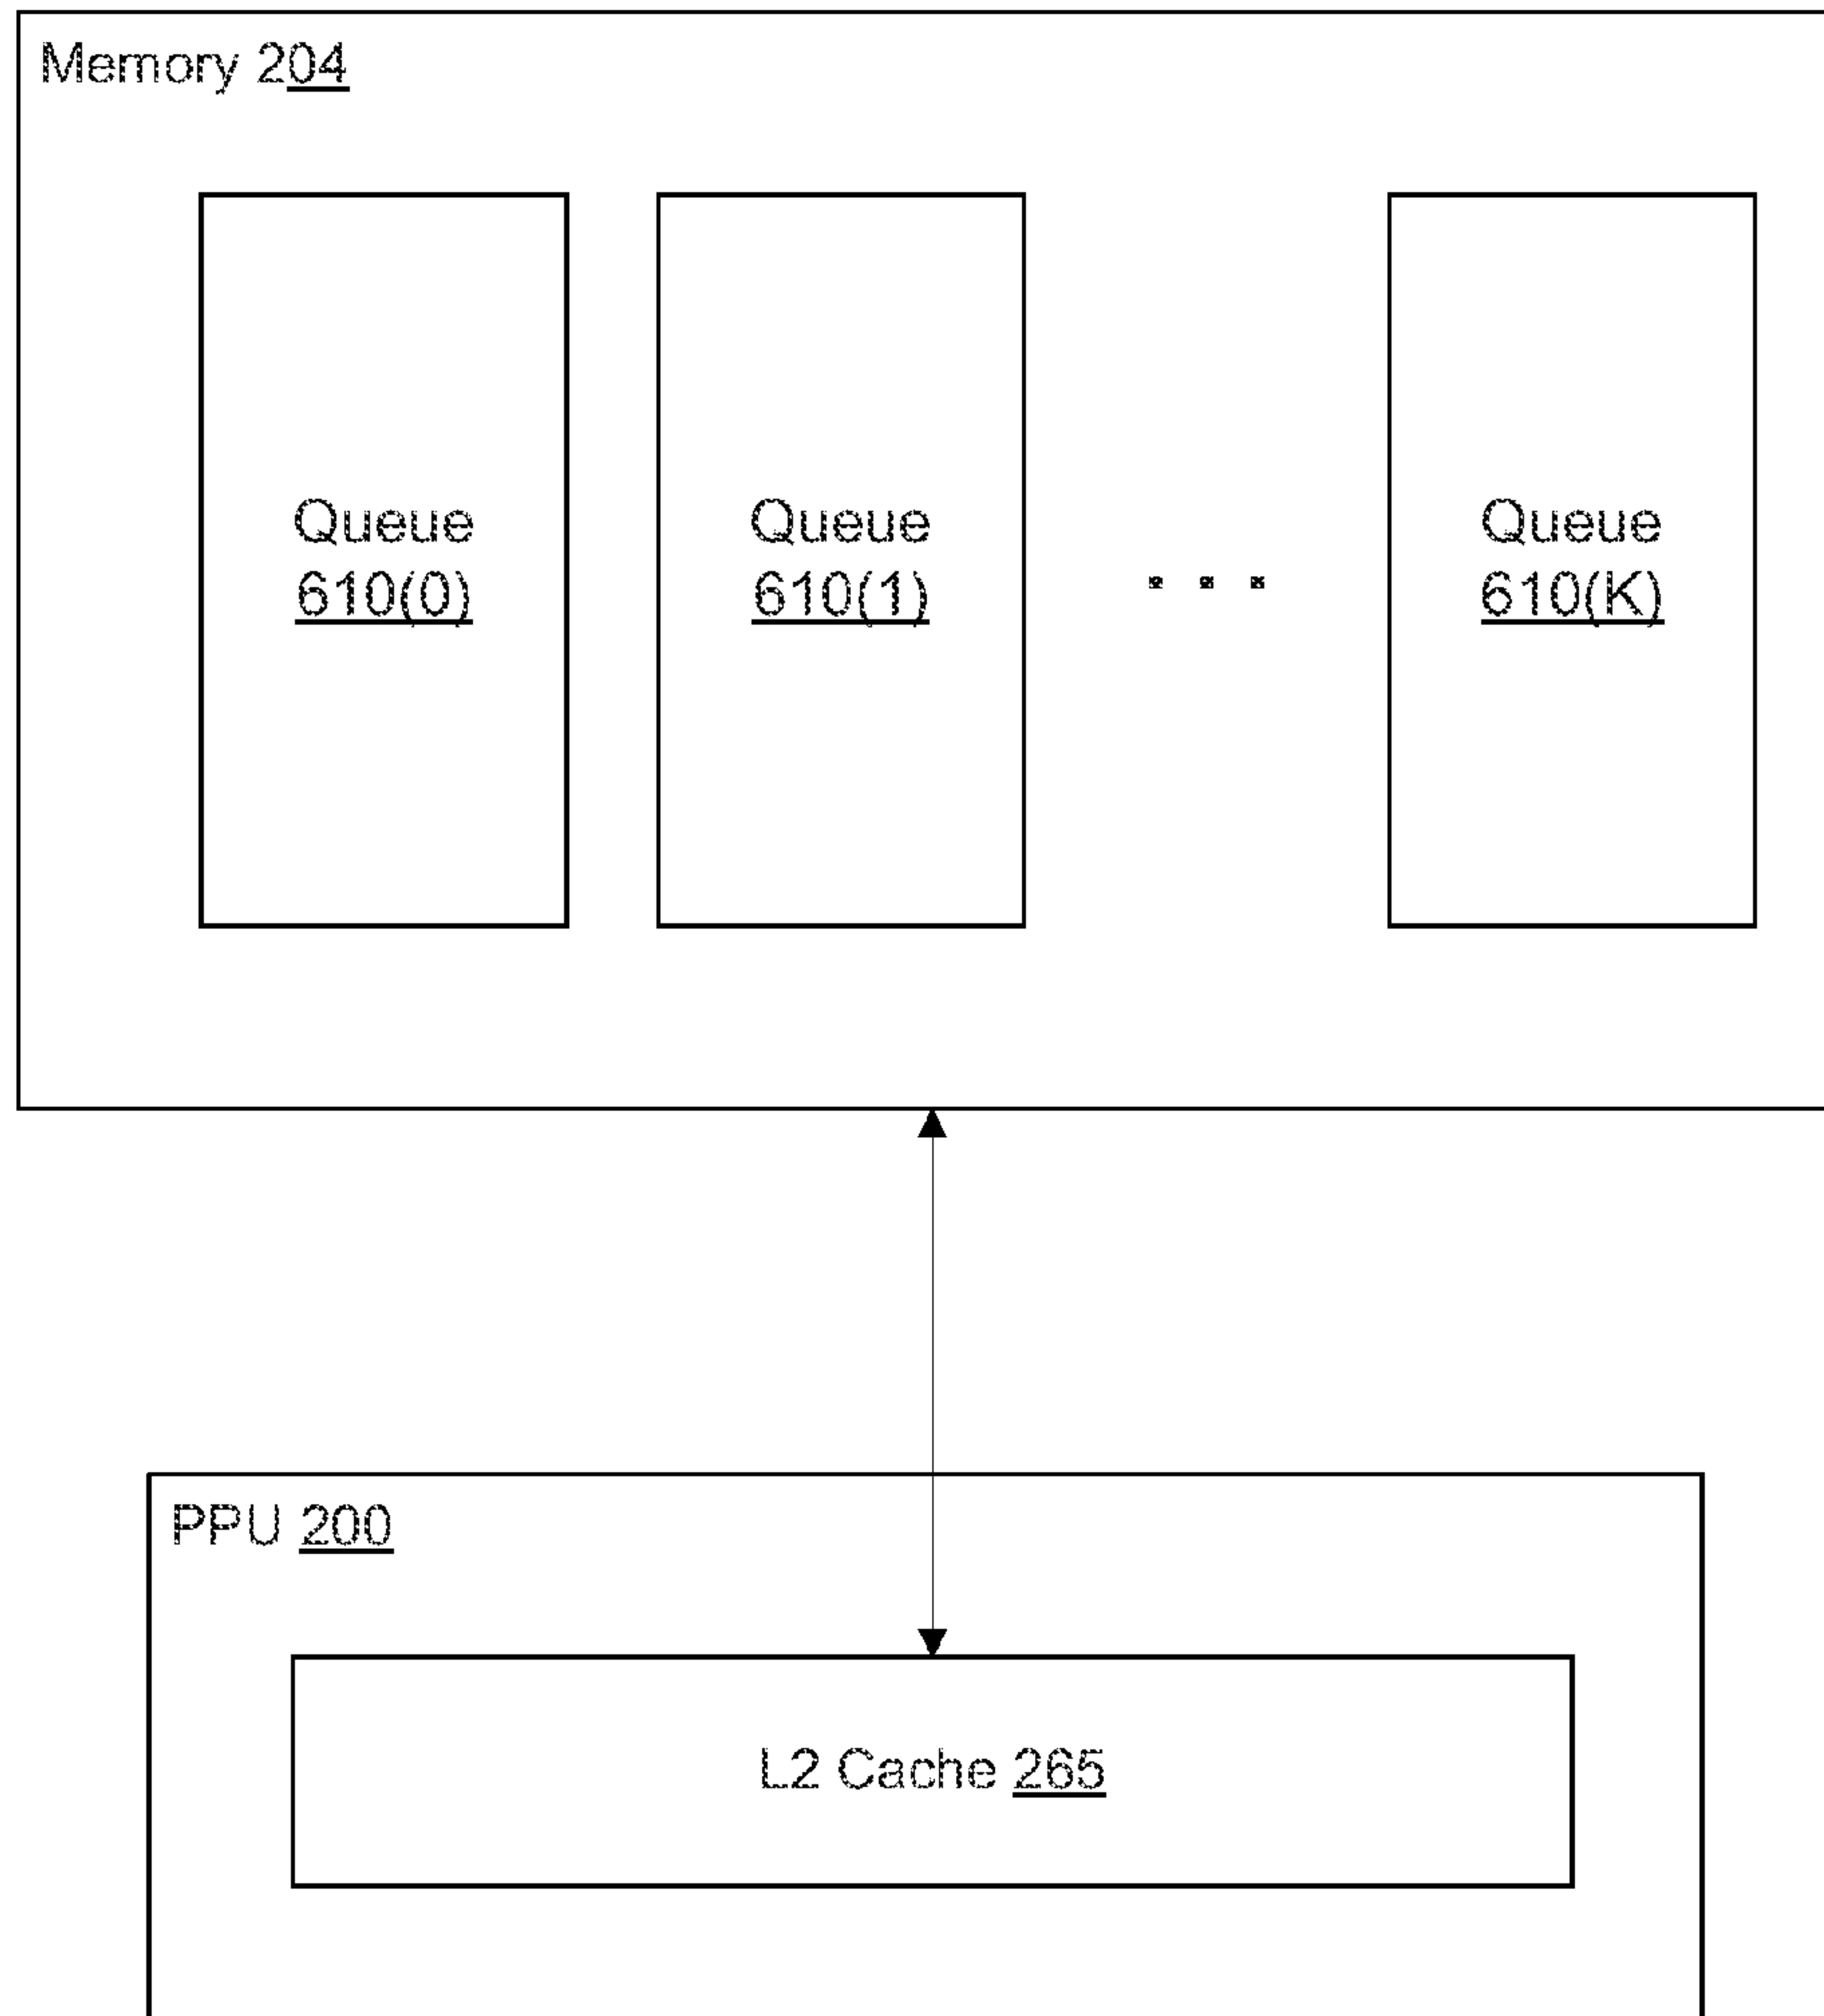 Memory 204
Queue Queue Queue
610(0) 610(1) . . . 610(K)
PPU 200
L2 Cache 265